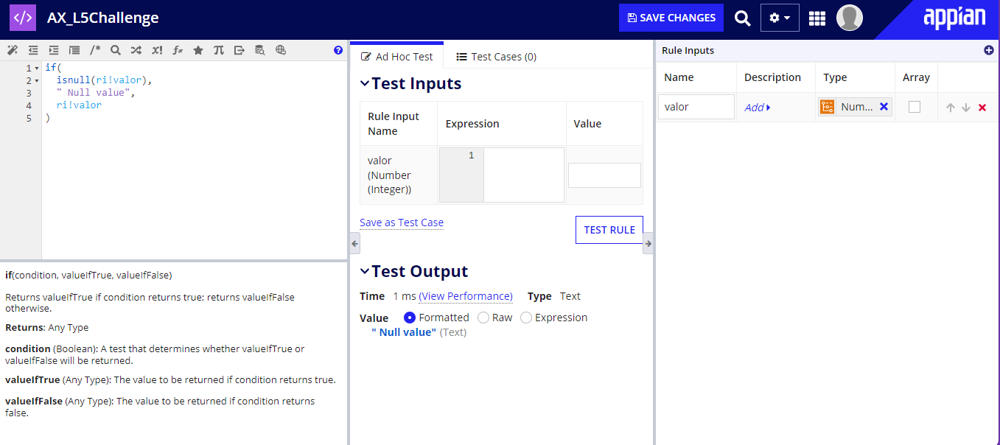 </> AX_L5Challenge
SAVE CHANGES
appian
1 if(
2 isnull(ri!valor),
3 " Null value",
4 ri!valor
5 )
if(condition, valueIfTrue, valueIfFalse)
Returns valueIfTrue if condition returns true; returns valueIfFalse
otherwise.
Returns: Any Type
condition (Boolean): A test that determines whether valueIfTrue or
valueIfFalse will be returned.
valueIfTrue (Any Type): The value to be returned if condition returns true.
valueIfFalse (Any Type): The value to be returned if condition returns
false.
Ad Hoc Test Test Cases (0)
Test Inputs
Rule Input
Name
Expression
Value
valor
(Number
(Integer))
1
Save as Test Case
TEST RULE
Test Output
Time 1 ms (View Performance) Type Text
Value Formatted Raw Expression
" Null value" (Text)
Rule Inputs
Name Description Type Array
valor Add Num...